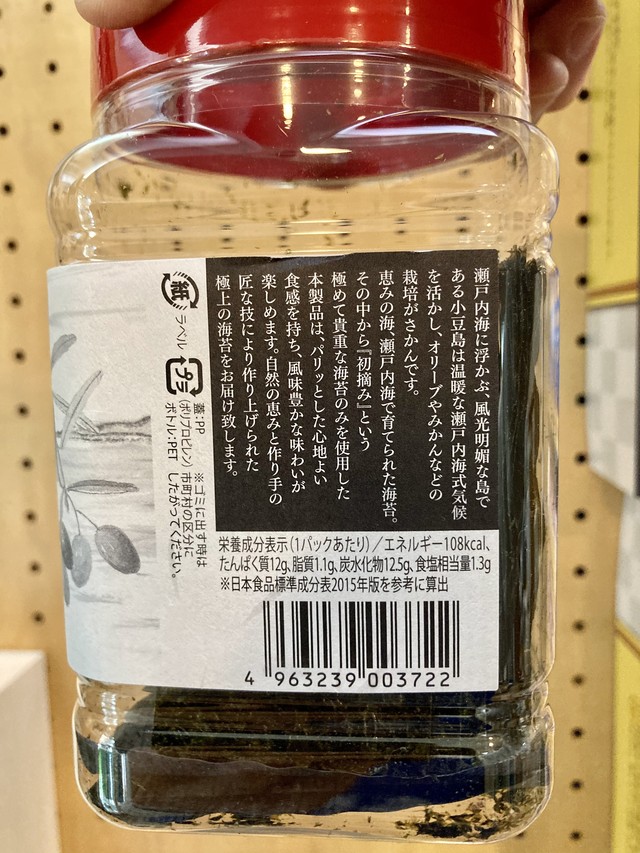 瀬戸内海に浮かぶ、風光明媚な島で
ある小豆島は温暖な瀬戸内海式気候
を活かし、オリーブやみかんなどの
栽培がさかんです。
恵みの海、瀬戸内海で育てられた海苔。
その中から『初摘み』という
極めて貴重な海苔のみを使用した
本製品は、パリッとした心地よい
食感を持ち、風味豊かな味わいが
楽しめます。自然の恵みと作り手の
匠な技により作り上げられた
極上の海苔をお届け致します。
紙
ラベル
プラ
蓋:PP
(ポリプロピレン)
ボトル:PET
※ゴミに出す時は
市町村の区分に
したがってください。
栄養成分表示(1パックあたり)/エネルギー108kcal、
たんぱく質12g、脂質1.1g、炭水化物12.5g、食塩相当量1.3g
※日本食品標準成分表2015年版を参考に算出
4 963239 003722